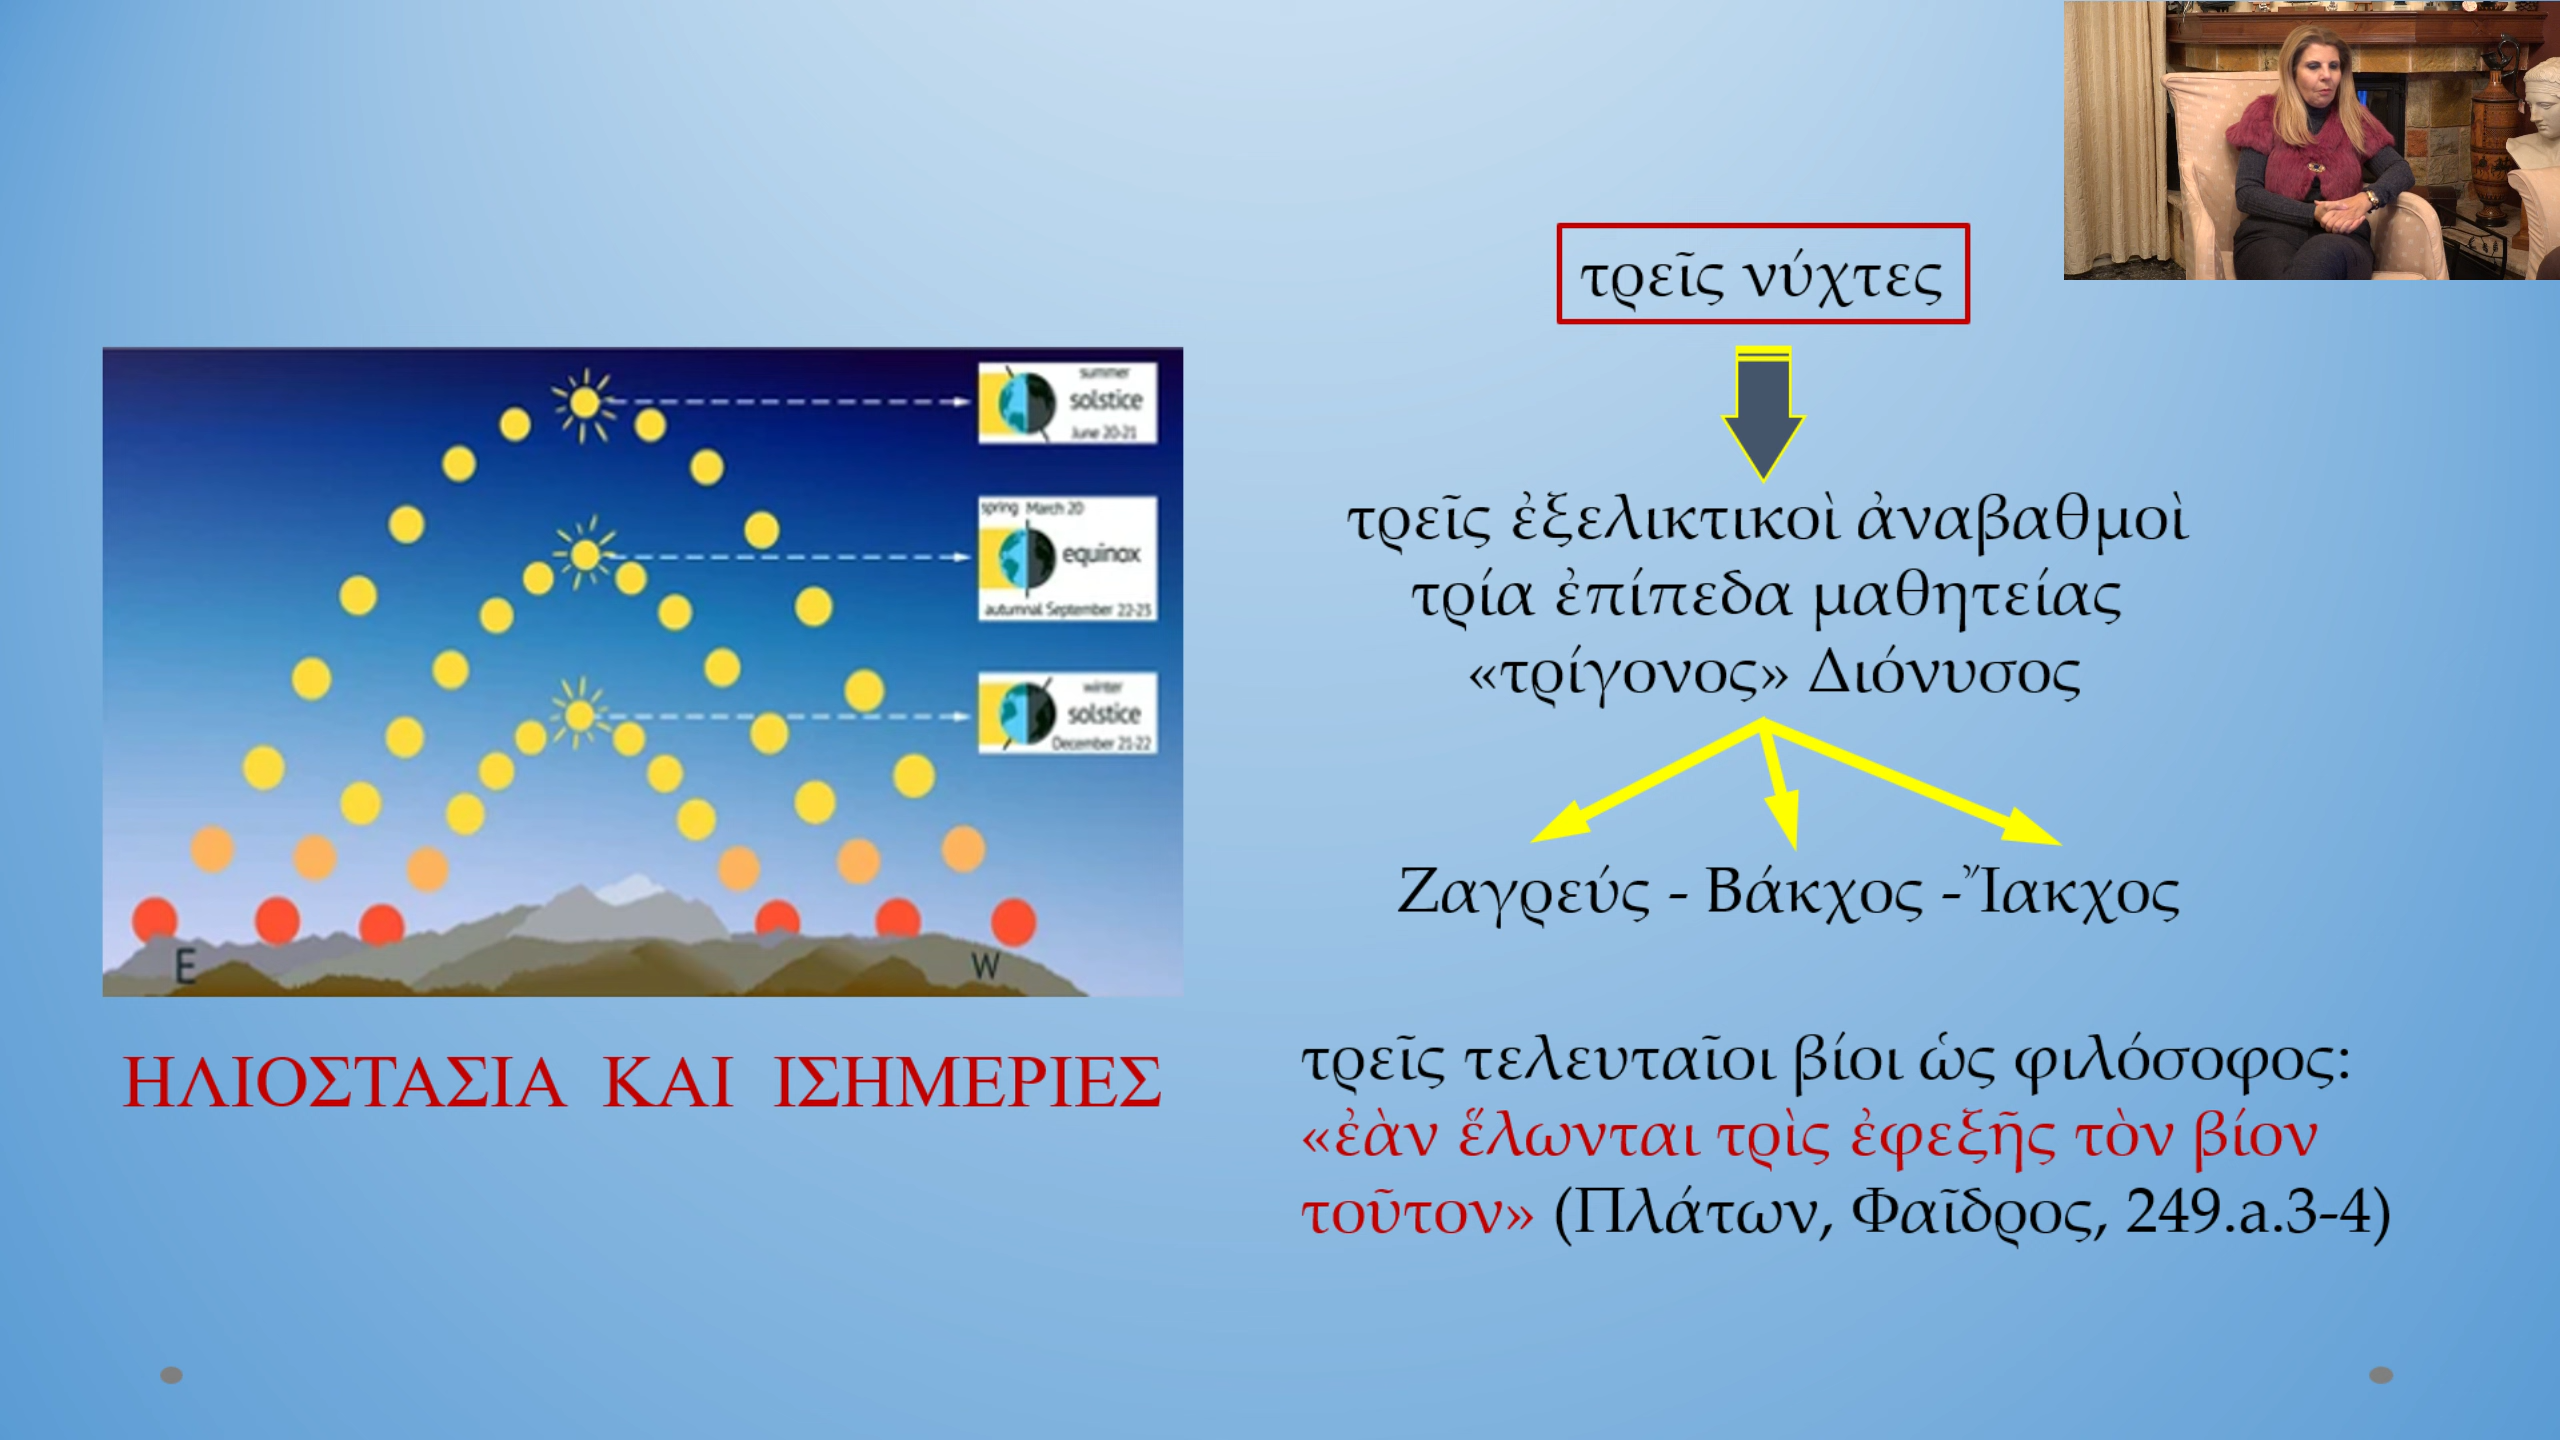 τρεῖς νύχτες
summer
solstice
June 20-21
spring March 20
equinox
autumnal September 22-23
winter
solstice
December 21-22
E
W
ΗΛΙΟΣΤΑΣΙΑ ΚΑΙ ΙΣΗΜΕΡΙΕΣ
τρεῖς ἐξελικτικοὶ ἀναβαθμοὶ
τρία ἐπίπεδα μαθητείας
«τρίγονος» Διόνυσος
Ζαγρεύς - Βάκχος - Ἴακχος
τρεῖς τελευταῖοι βίοι ὡς φιλόσοφος:
«ἐὰν ἕλωνται τρὶς ἐφεξῆς τὸν βίον
τοῦτον» (Πλάτων, Φαῖδρος, 249.a.3-4)